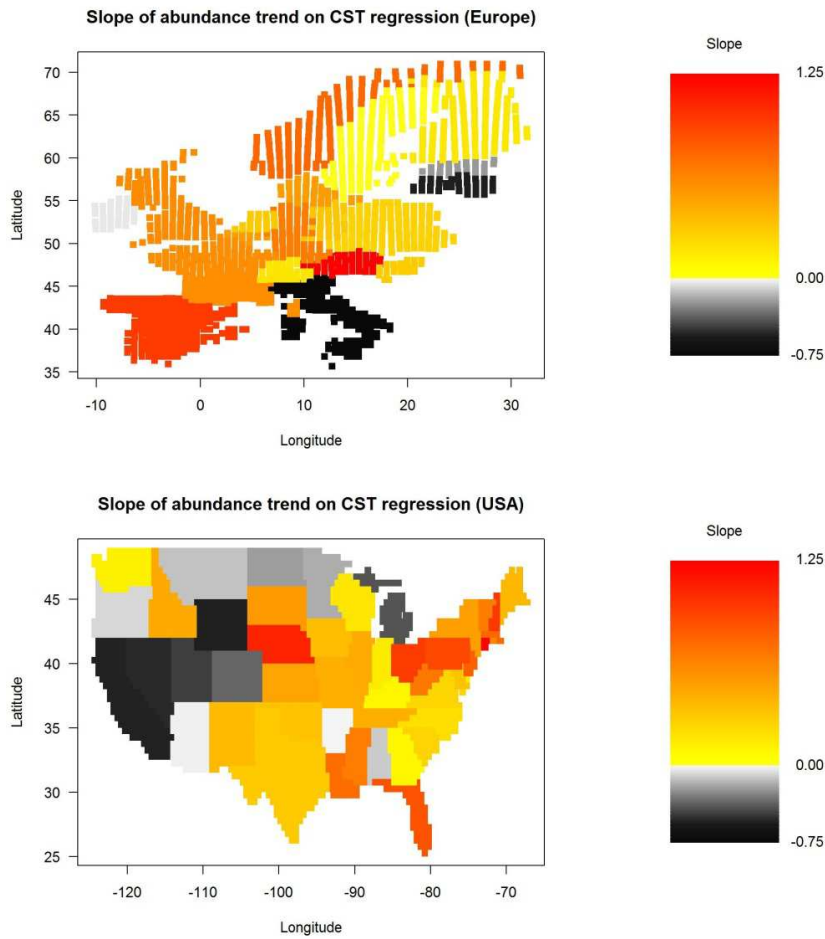 Slope of abundance trend on CST regression (Europe)
Slope
1.25
0.00
-0.75
70
65
60
55
50
45
40
35
Latitude
-10 0 10 20 30
Longitude
Slope of abundance trend on CST regression (USA)
Slope
1.25
0.00
-0.75
45
40
35
30
25
Latitude
-120 -110 -100 -90 -80 -70
Longitude